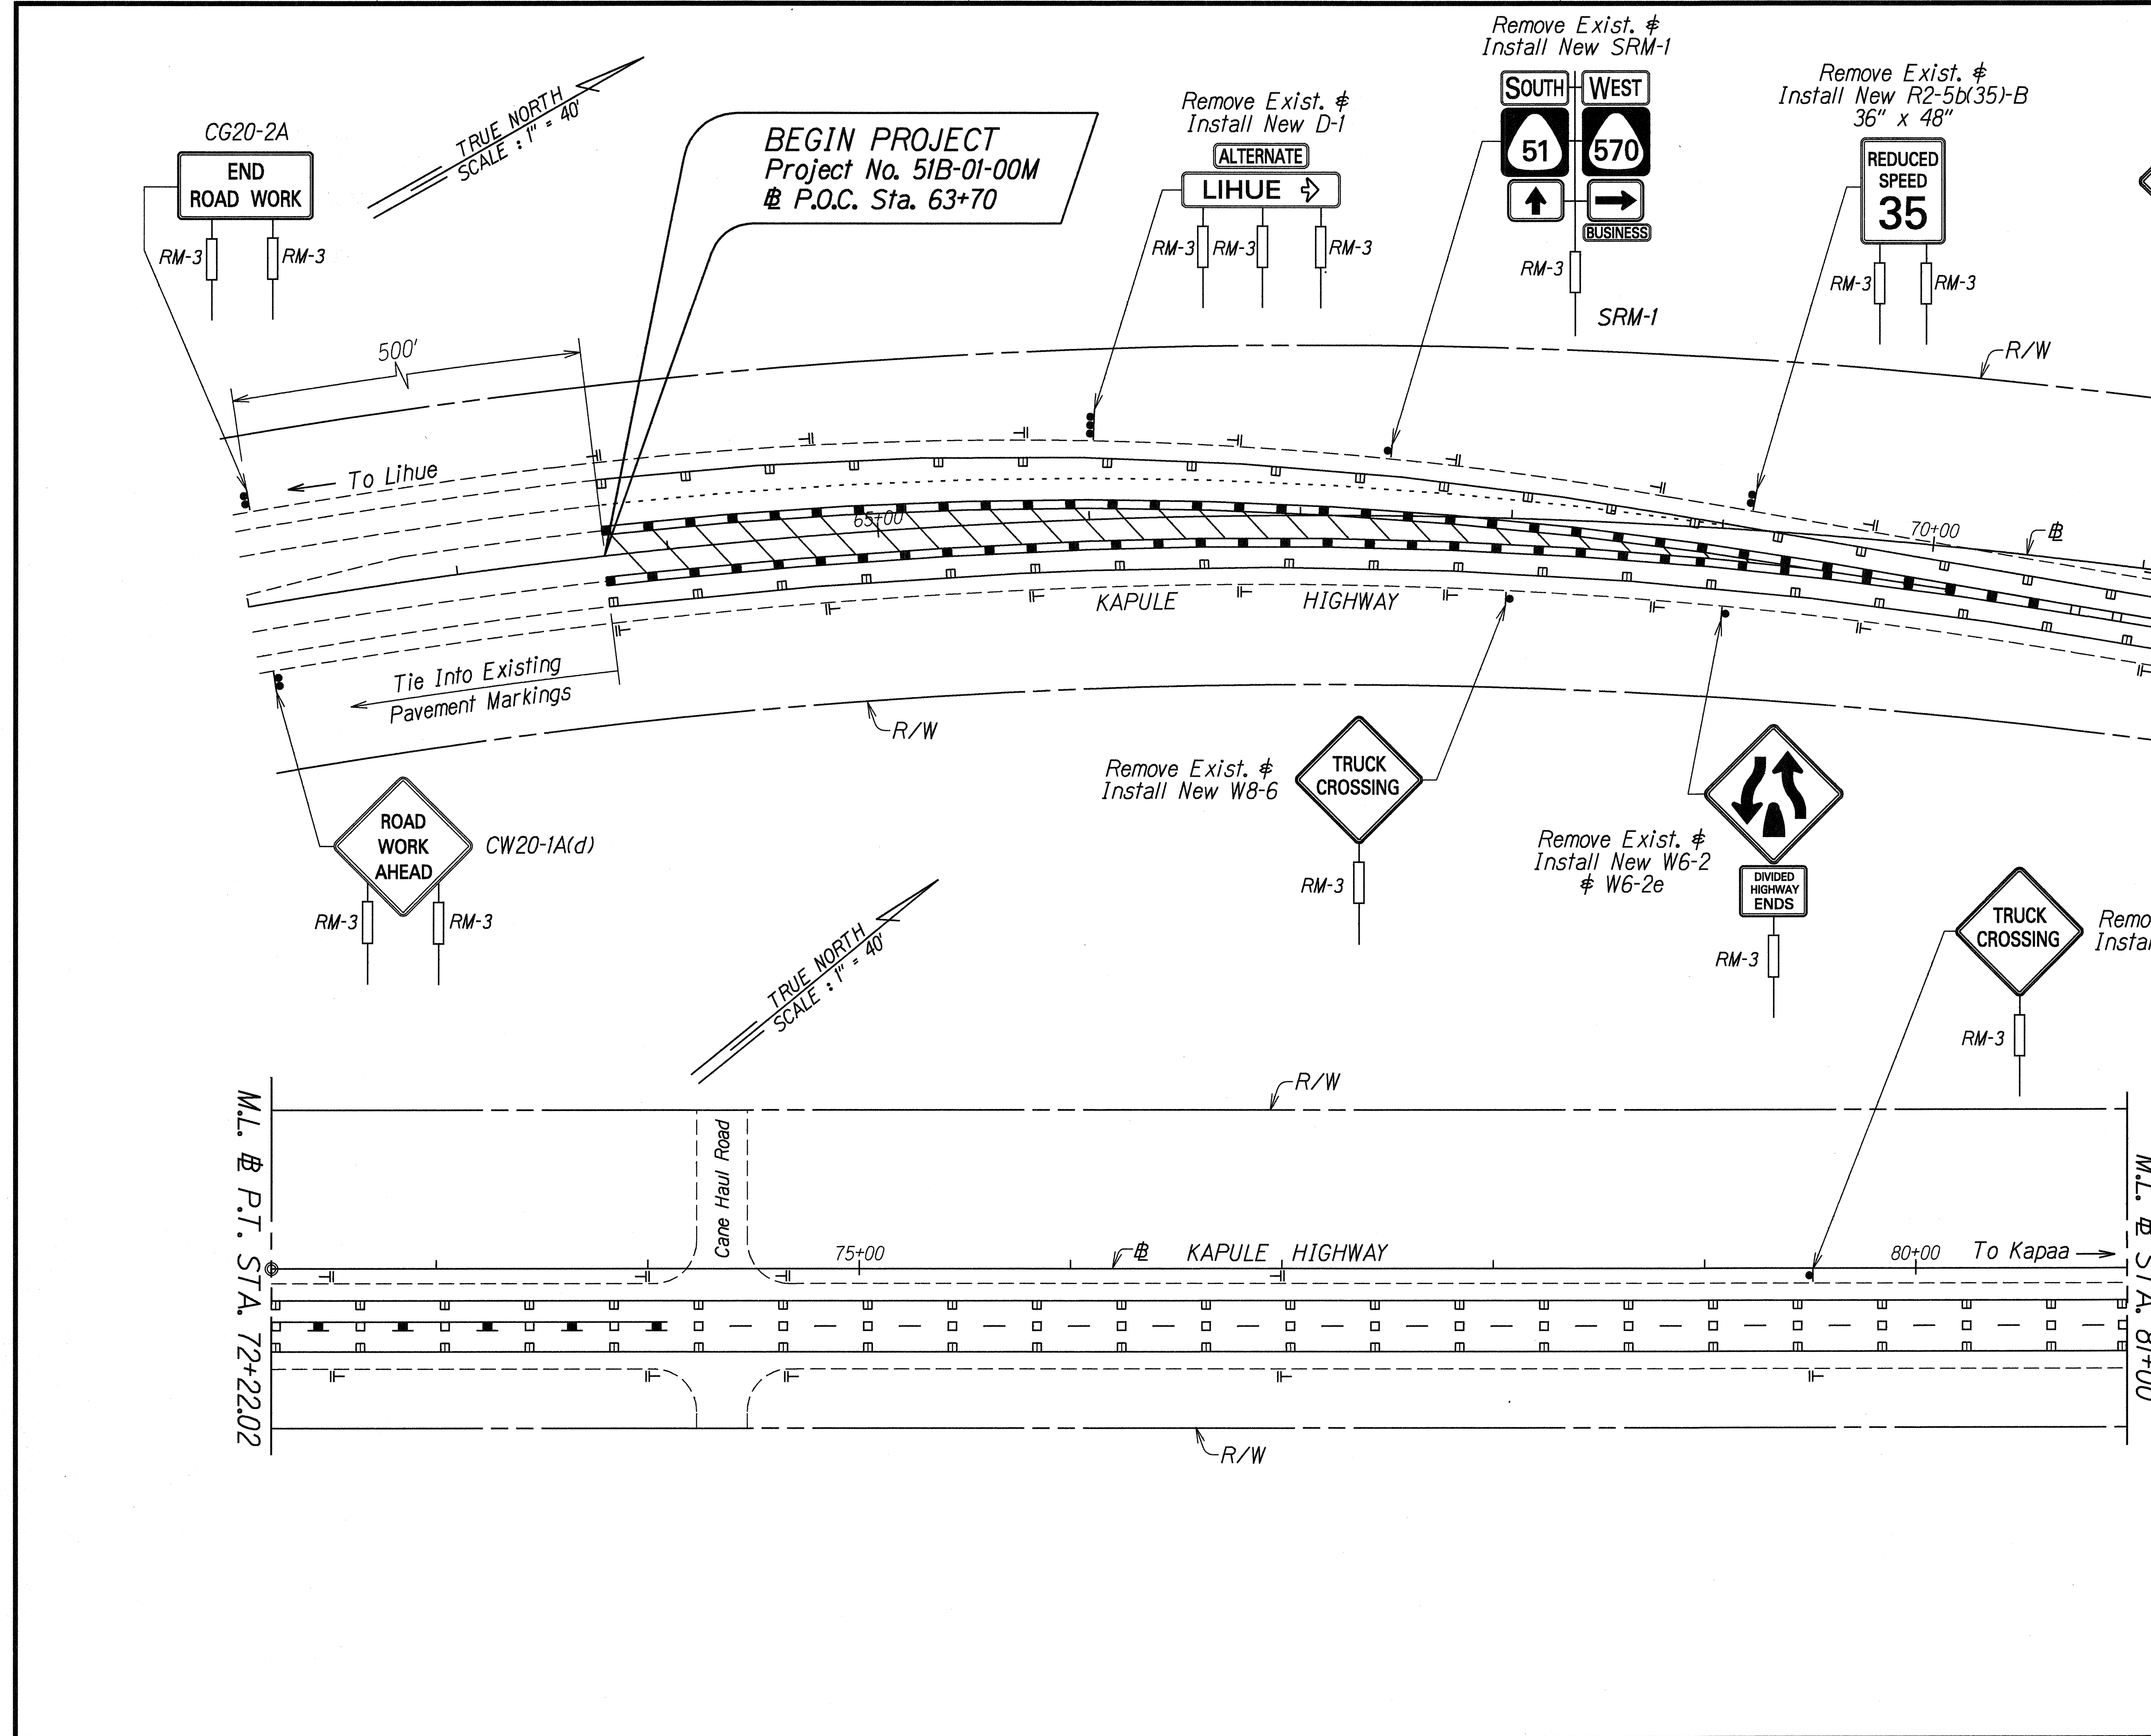 Remove Exist. &
Install New SRM-1
SOUTH
WEST
51
570
BUSINESS
RM-3
SRM-1
Remove Exist. &
Install New R2-5b(35)-B
36" x 48"
REDUCED
SPEED
35
RM-3
RM-3
Remove Exist. &
Install New D-1
ALTERNATE
LIHUE
RM-3
RM-3
RM-3
TRUE NORTH
SCALE : 1" = 40'
BEGIN PROJECT
Project No. 51B-01-00M
℄ P.O.C. Sta. 63+70
CG20-2A
END
ROAD WORK
RM-3
RM-3
500'
R/W
To Lihue
65+00
70+00
KAPULE HIGHWAY
Tie Into Existing
Pavement Markings
R/W
Remove Exist. &
Install New W8-6
TRUCK
CROSSING
RM-3
Remove Exist. &
Install New W6-2
& W6-2e
DIVIDED
HIGHWAY
ENDS
RM-3
ROAD
WORK
AHEAD
CW20-1A(d)
RM-3
RM-3
TRUCK
CROSSING
RM-3
TRUE NORTH
SCALE : 1" = 40'
R/W
M.L. ℄ P.T. STA. 72+22.02
Cane Haul Road
75+00
KAPULE HIGHWAY
80+00
To Kapaa
M.L. ℄ STA. 81+00
R/W